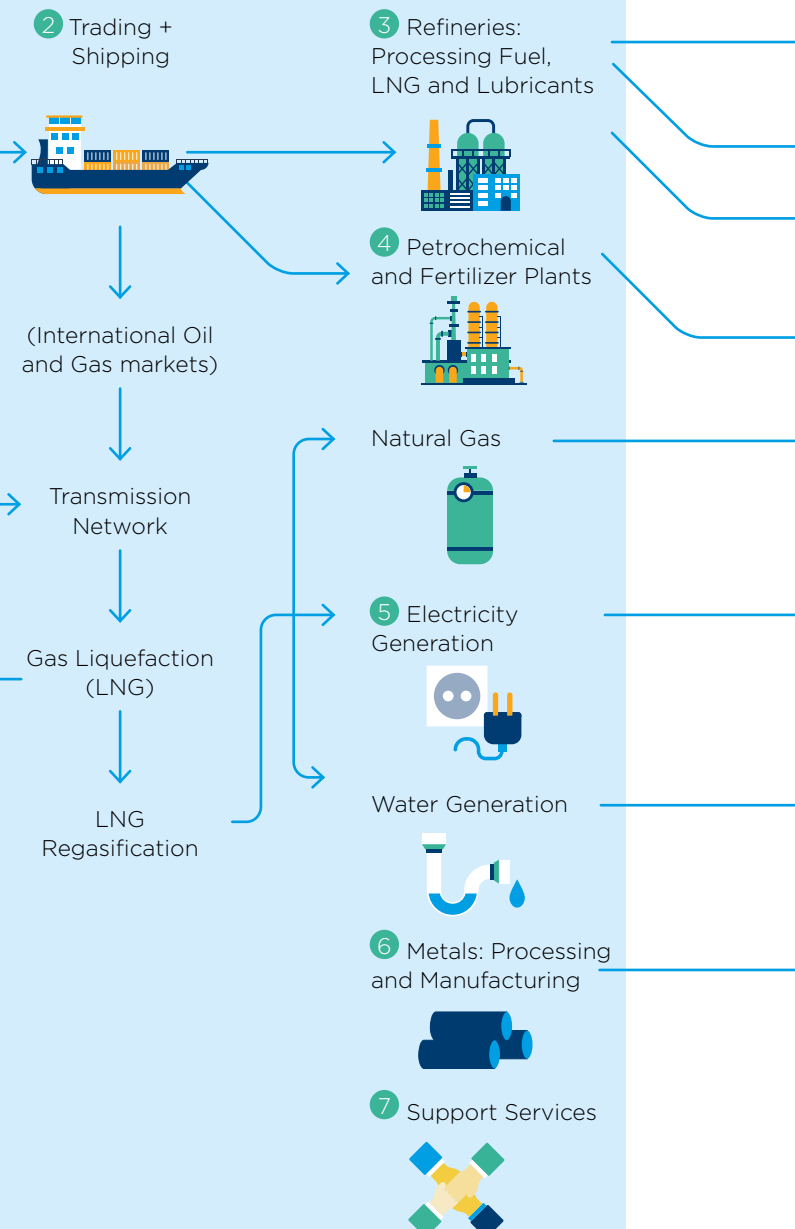 2 Trading +
Shipping
(International Oil
and Gas markets)
Transmission
Network
Gas Liquefaction
(LNG)
LNG
Regasification
3 Refineries:
Processing Fuel,
LNG and Lubricants
4 Petrochemical
and Fertilizer Plants
Natural Gas
5 Electricity
Generation
Water Generation
6 Metals: Processing
and Manufacturing
7 Support Services